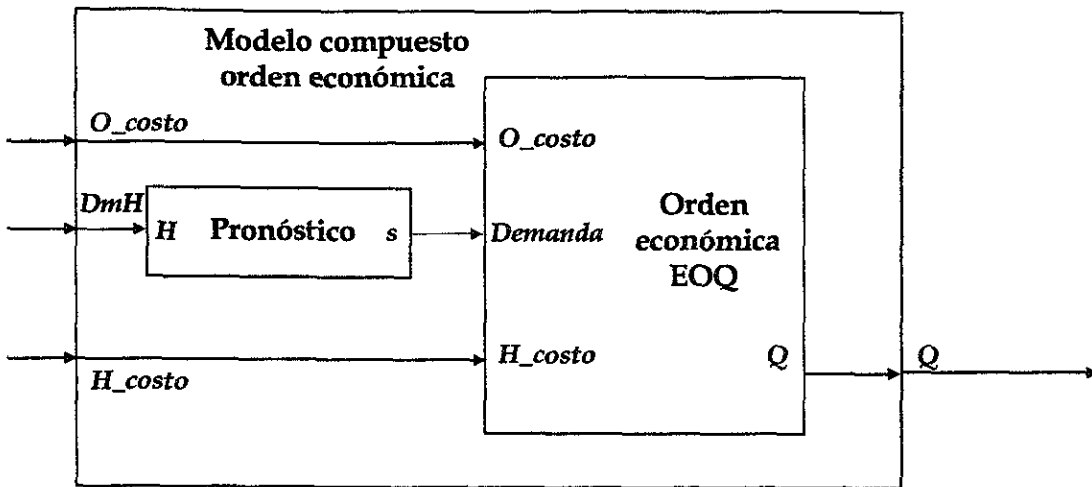 Modelo compuesto
orden económica
O_costo
O_costo
DmH
H Pronóstico s
Demanda
Orden
económica
EOQ
H_costo
H_costo
Q
Q